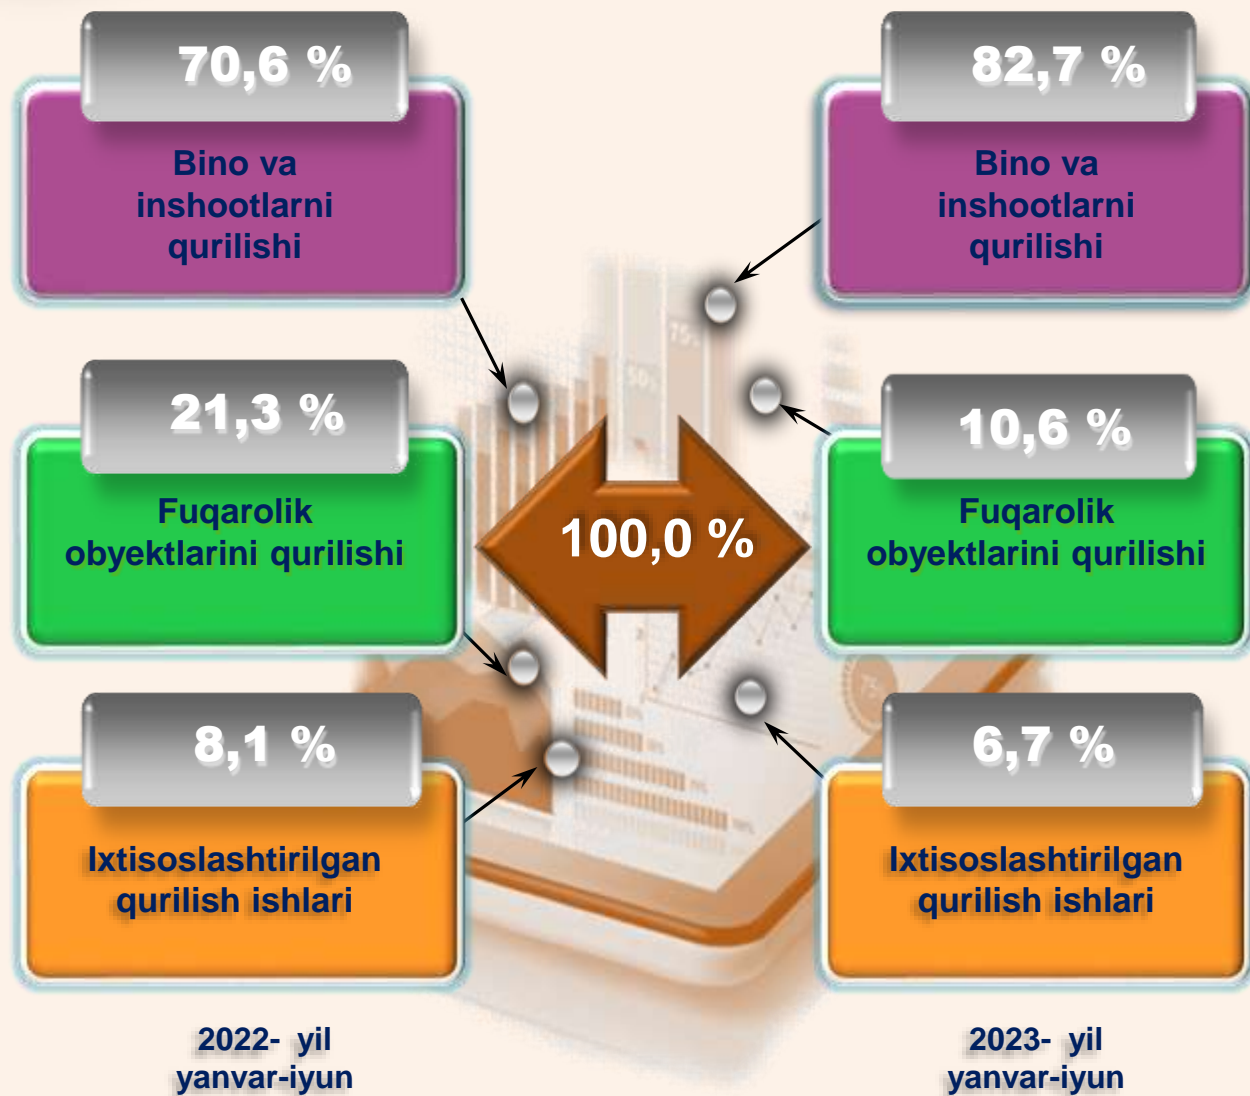 70,6 %
Bino va
inshootlarni
qurilishi
21,3 %
Fuqarolik
obyektlarini qurilishi
8,1 %
Ixtisoslashtirilgan
qurilish ishlari
2022- yil
yanvar-iyun
100,0 %
50%
75%
82,7 %
Bino va
inshootlarni
qurilishi
10,6 %
Fuqarolik
obyektlarini qurilishi
6,7 %
Ixtisoslashtirilgan
qurilish ishlari
2023- yil
yanvar-iyun